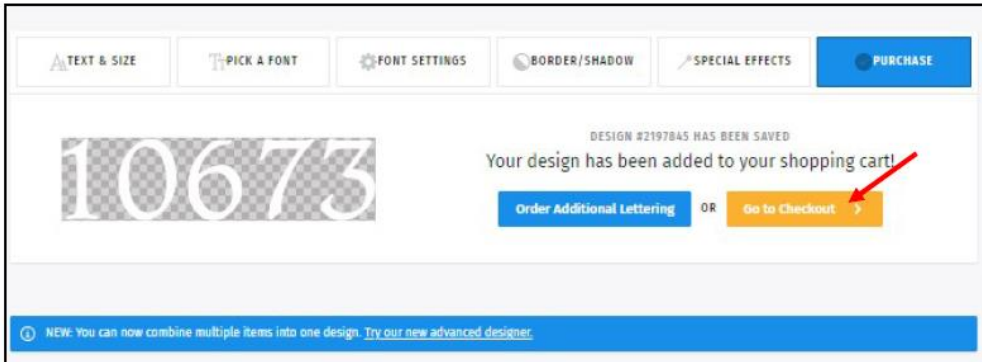 TEXT & SIZE
PICK A FONT
FONT SETTINGS
BORDER/SHADOW
SPECIAL EFFECTS
PURCHASE
10673
DESIGN #2197845 HAS BEEN SAVED
Your design has been added to your shopping cart!
Order Additional Lettering OR Go to Checkout >
NEW: You can now combine multiple items into one design. Try our new advanced designer.